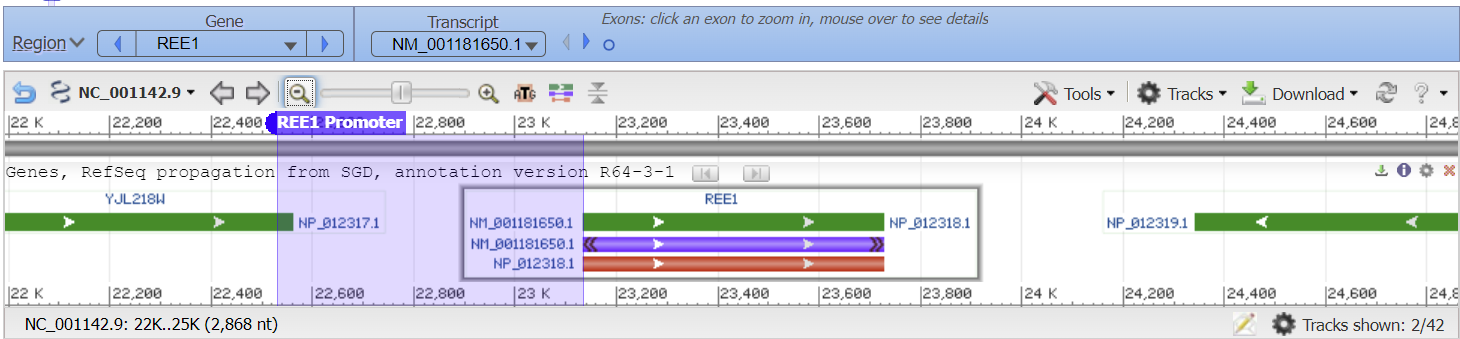 Gene Transcript Exons: click an exon to zoom in, mouse over to see details
Region REE1 NM_001181650.1
NC_001142.9 ATG Tools Tracks Download ?
22 K 22,200 22,400 REE1 Promoter 22,800 23 K 23,200 23,400 23,600 23,800 24 K 24,200 24,400 24,600 24,8
Genes, RefSeq propagation from SGD, annotation version R64-3-1
YJL218W REE1
NP_012317.1 NM_001181650.1 NP_012318.1 NP_012319.1
NM_001181650.1
NP_012318.1
22 K 22,200 22,400 22,600 22,800 23 K 23,200 23,400 23,600 23,800 24 K 24,200 24,400 24,600 24,8
NC_001142.9: 22K..25K (2,868 nt) Tracks shown: 2/42